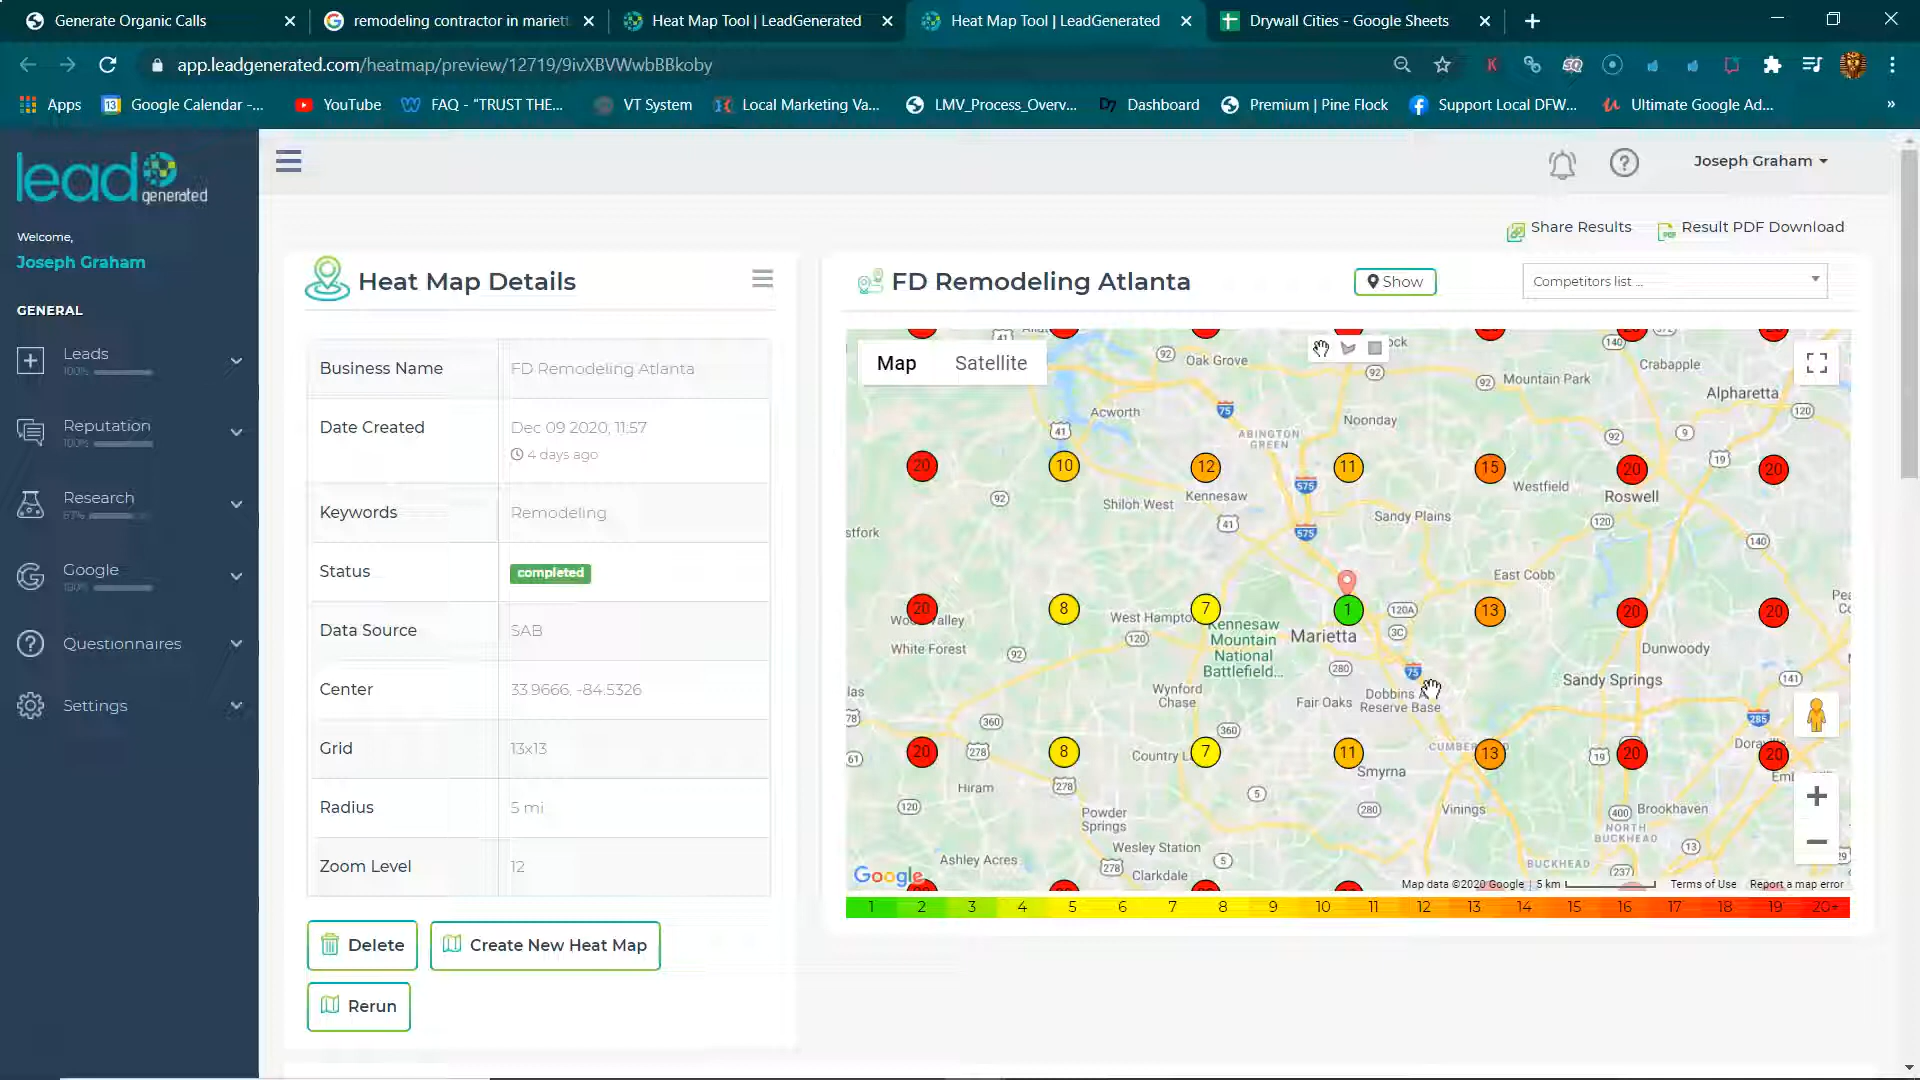 Generate Organic Calls
remodeling contractor in mariett
Heat Map Tool | LeadGenerated
Heat Map Tool | LeadGenerated
Drywall Cities - Google Sheets
app.leadgenerated.com/heatmap/preview/12719/9ivXBVWwbBBkoby
Apps
Google Calendar -...
YouTube
FAQ - "TRUST THE...
VT System
Local Marketing Va...
LMV_Process_Overv...
Dashboard
Premium | Pine Flock
Support Local DFW...
Ultimate Google Ad...
lead generated
Joseph Graham
Welcome,
Joseph Graham
Share Results
Result PDF Download
GENERAL
Leads
100%
Reputation
100%
Research
Google
100%
Questionnaires
Settings
Heat Map Details
Business Name
FD Remodeling Atlanta
Date Created
Dec 09 2020, 11:57
4 days ago
Keywords
Remodeling
Status
completed
Data Source
SAB
Center
33.9666, -84.5326
Grid
13x13
Radius
5 mi
Zoom Level
12
Delete
Create New Heat Map
Rerun
FD Remodeling Atlanta
Show
Competitors list ...
Map
Satellite
Oak Grove
Crabapple
Mountain Park
Alpharetta
Acworth
Noonday
ABINGTON
GREEN
20
10
12
11
15
20
20
Shiloh West
Kennesaw
Westfield
Roswell
Sandy Plains
stfork
East Cobb
20
8
7
1
13
20
20
West Hampto
Marietta
Kennesaw
Mountain
National
Battlefield...
White Forest
Dunwoody
Sandy Springs
Wynford
Chase
Fair Oaks
Dobbins A
Reserve Base
20
8
7
11
13
20
20
Country L
CUMBE
Smyrna
Hiram
Powder
Springs
Vinings
Brookhaven
NORTH
BUCKHEAD
Wesley Station
Ashley Acres
Clarkdale
BUCKHEAD
Google
Map data ©2020 Google
5 km
Terms of Use
Report a map error
1 2 3 4 5 6 7 8 9 10 11 12 13 14 15 16 17 18 19 20+